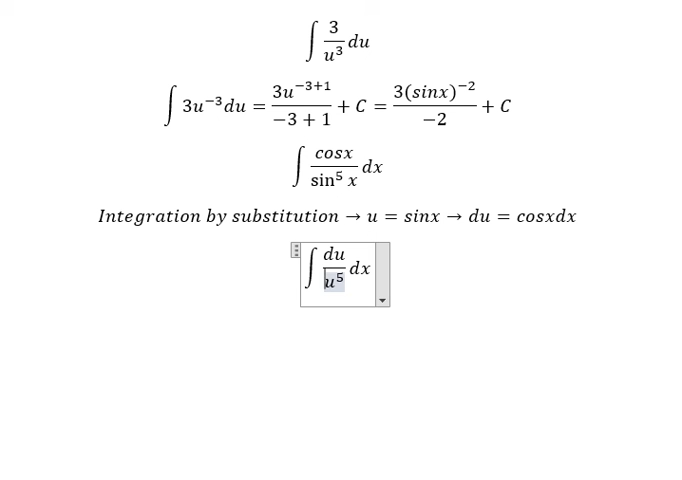 ∫ 3/u³ du
∫ 3u⁻³du = 3u⁻³⁺¹/(−3 + 1) + C = 3(sinx)⁻²/−2 + C
∫ cosx/sin⁵ x dx
Integration by substitution → u = sinx → du = cosxdx
∫ du/u⁵ dx